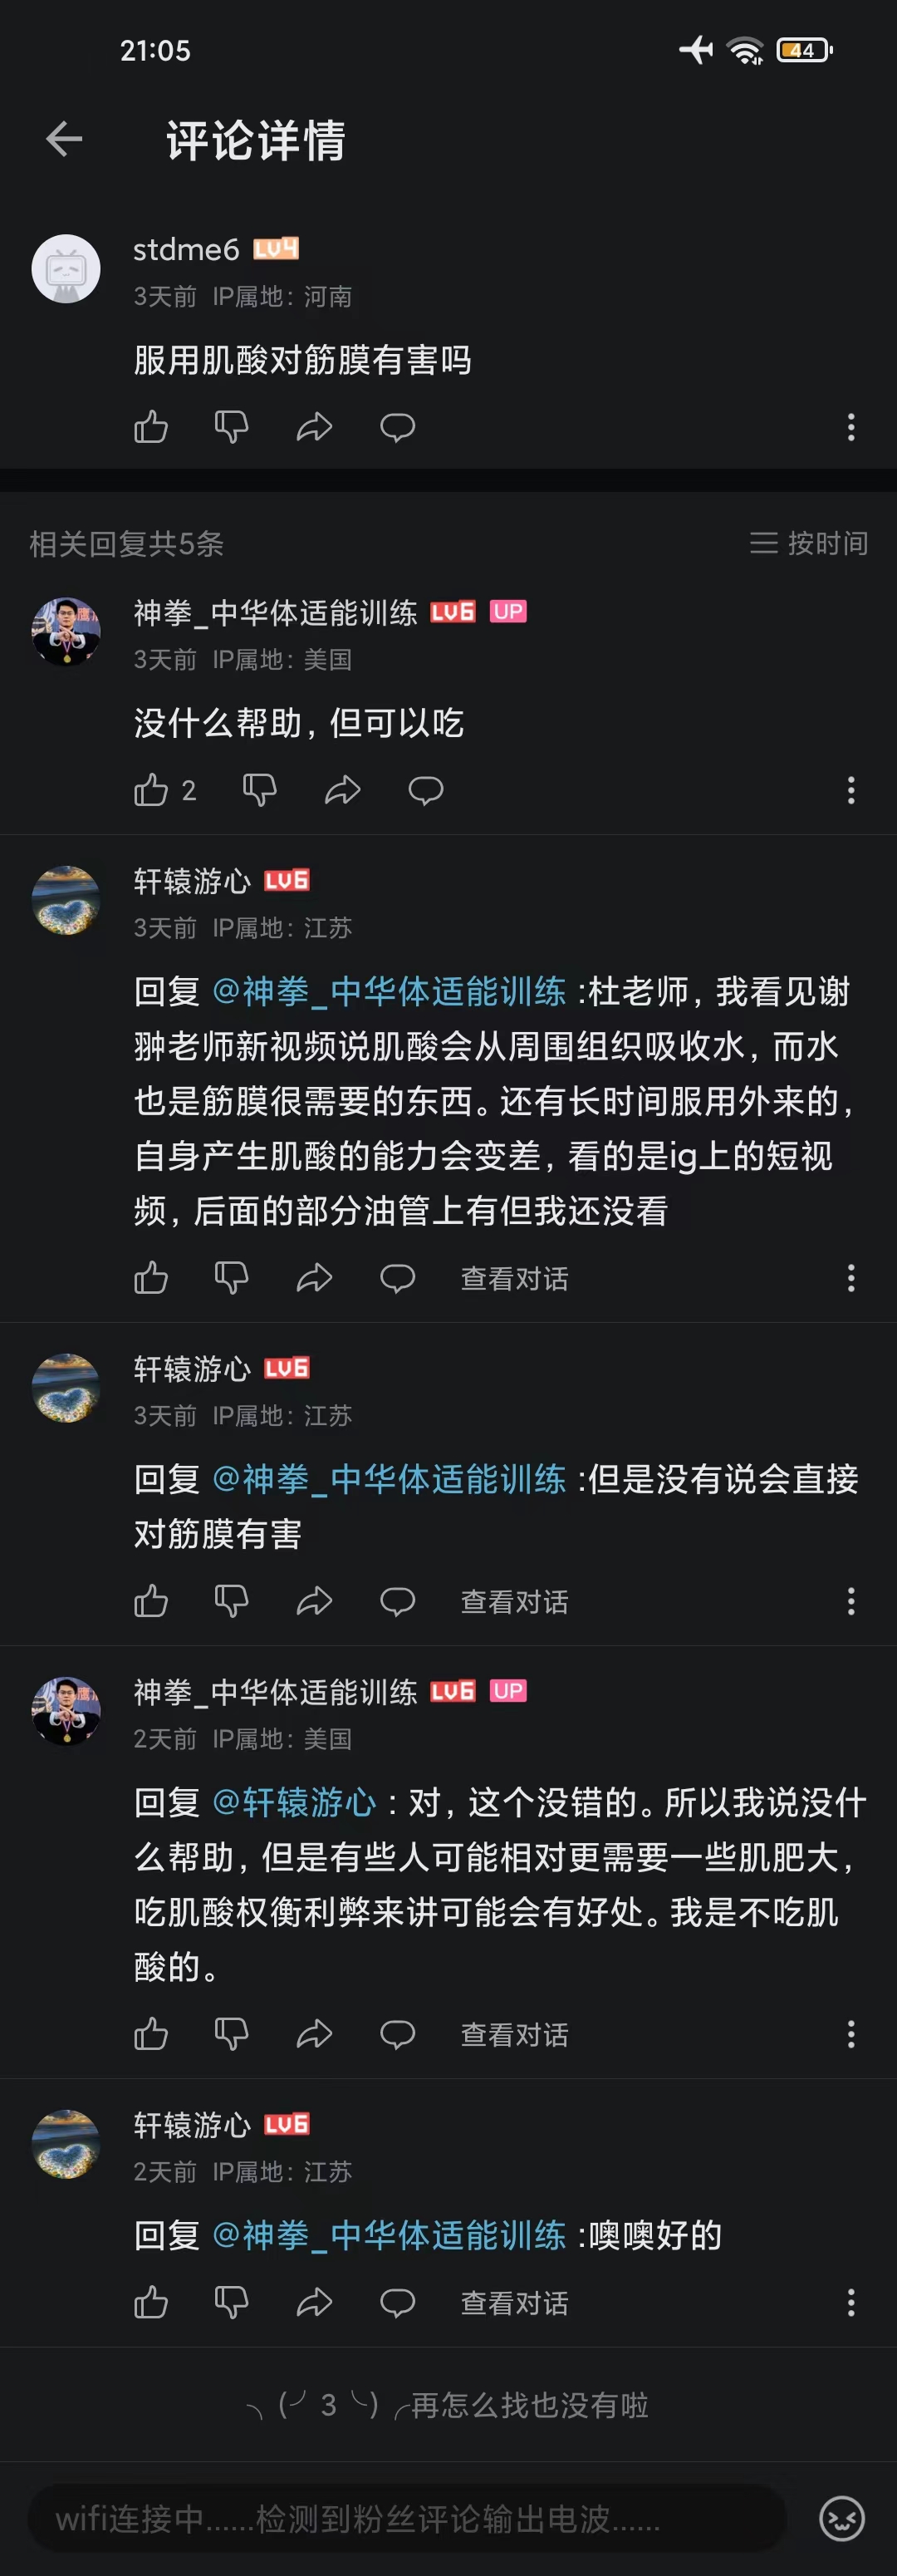 21:05
44
评论详情
stdme6 LV4
3天前 IP属地：河南
服用肌酸对筋膜有害吗
相关回复共5条
按时间
神拳_中华体适能训练 LV6 UP
3天前 IP属地：美国
没什么帮助，但可以吃
2
轩辕游心 LV6
3天前 IP属地：江苏
回复 @神拳_中华体适能训练 :杜老师，我看见谢
翀老师新视频说肌酸会从周围组织吸收水，而水
也是筋膜很需要的东西。还有长时间服用外来的，
自身产生肌酸的能力会变差，看的是ig上的短视
频，后面的部分油管上有但我还没看
查看对话
轩辕游心 LV6
3天前 IP属地：江苏
回复 @神拳_中华体适能训练 :但是没有说会直接
对筋膜有害
查看对话
神拳_中华体适能训练 LV6 UP
2天前 IP属地：美国
回复 @轩辕游心 : 对，这个没错的。所以我说没什
么帮助，但是有些人可能相对更需要一些肌肥大，
吃肌酸权衡利弊来讲可能会有好处。我是不吃肌
酸的。
查看对话
轩辕游心 LV6
2天前 IP属地：江苏
回复 @神拳_中华体适能训练 :噢噢好的
查看对话
╮(╯3╰)╭再怎么找也没有啦
wifi连接中......检测到粉丝评论输出电波......